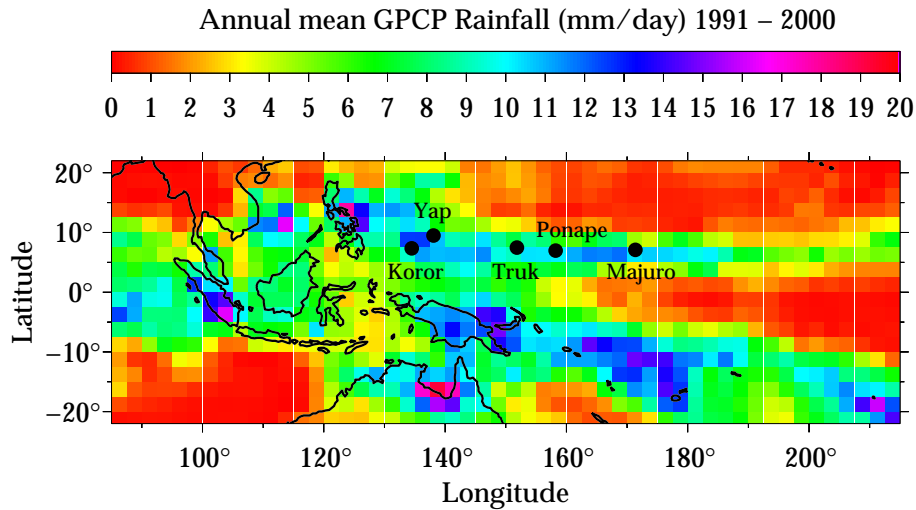 Annual mean GPCP Rainfall (mm/day) 1991 – 2000
0 1 2 3 4 5 6 7 8 9 10 11 12 13 14 15 16 17 18 19 20
20°
10°
0°
−10°
−20°
Latitude
Yap
Ponape
Koror Truk Majuro
100° 120° 140° 160° 180° 200°
Longitude